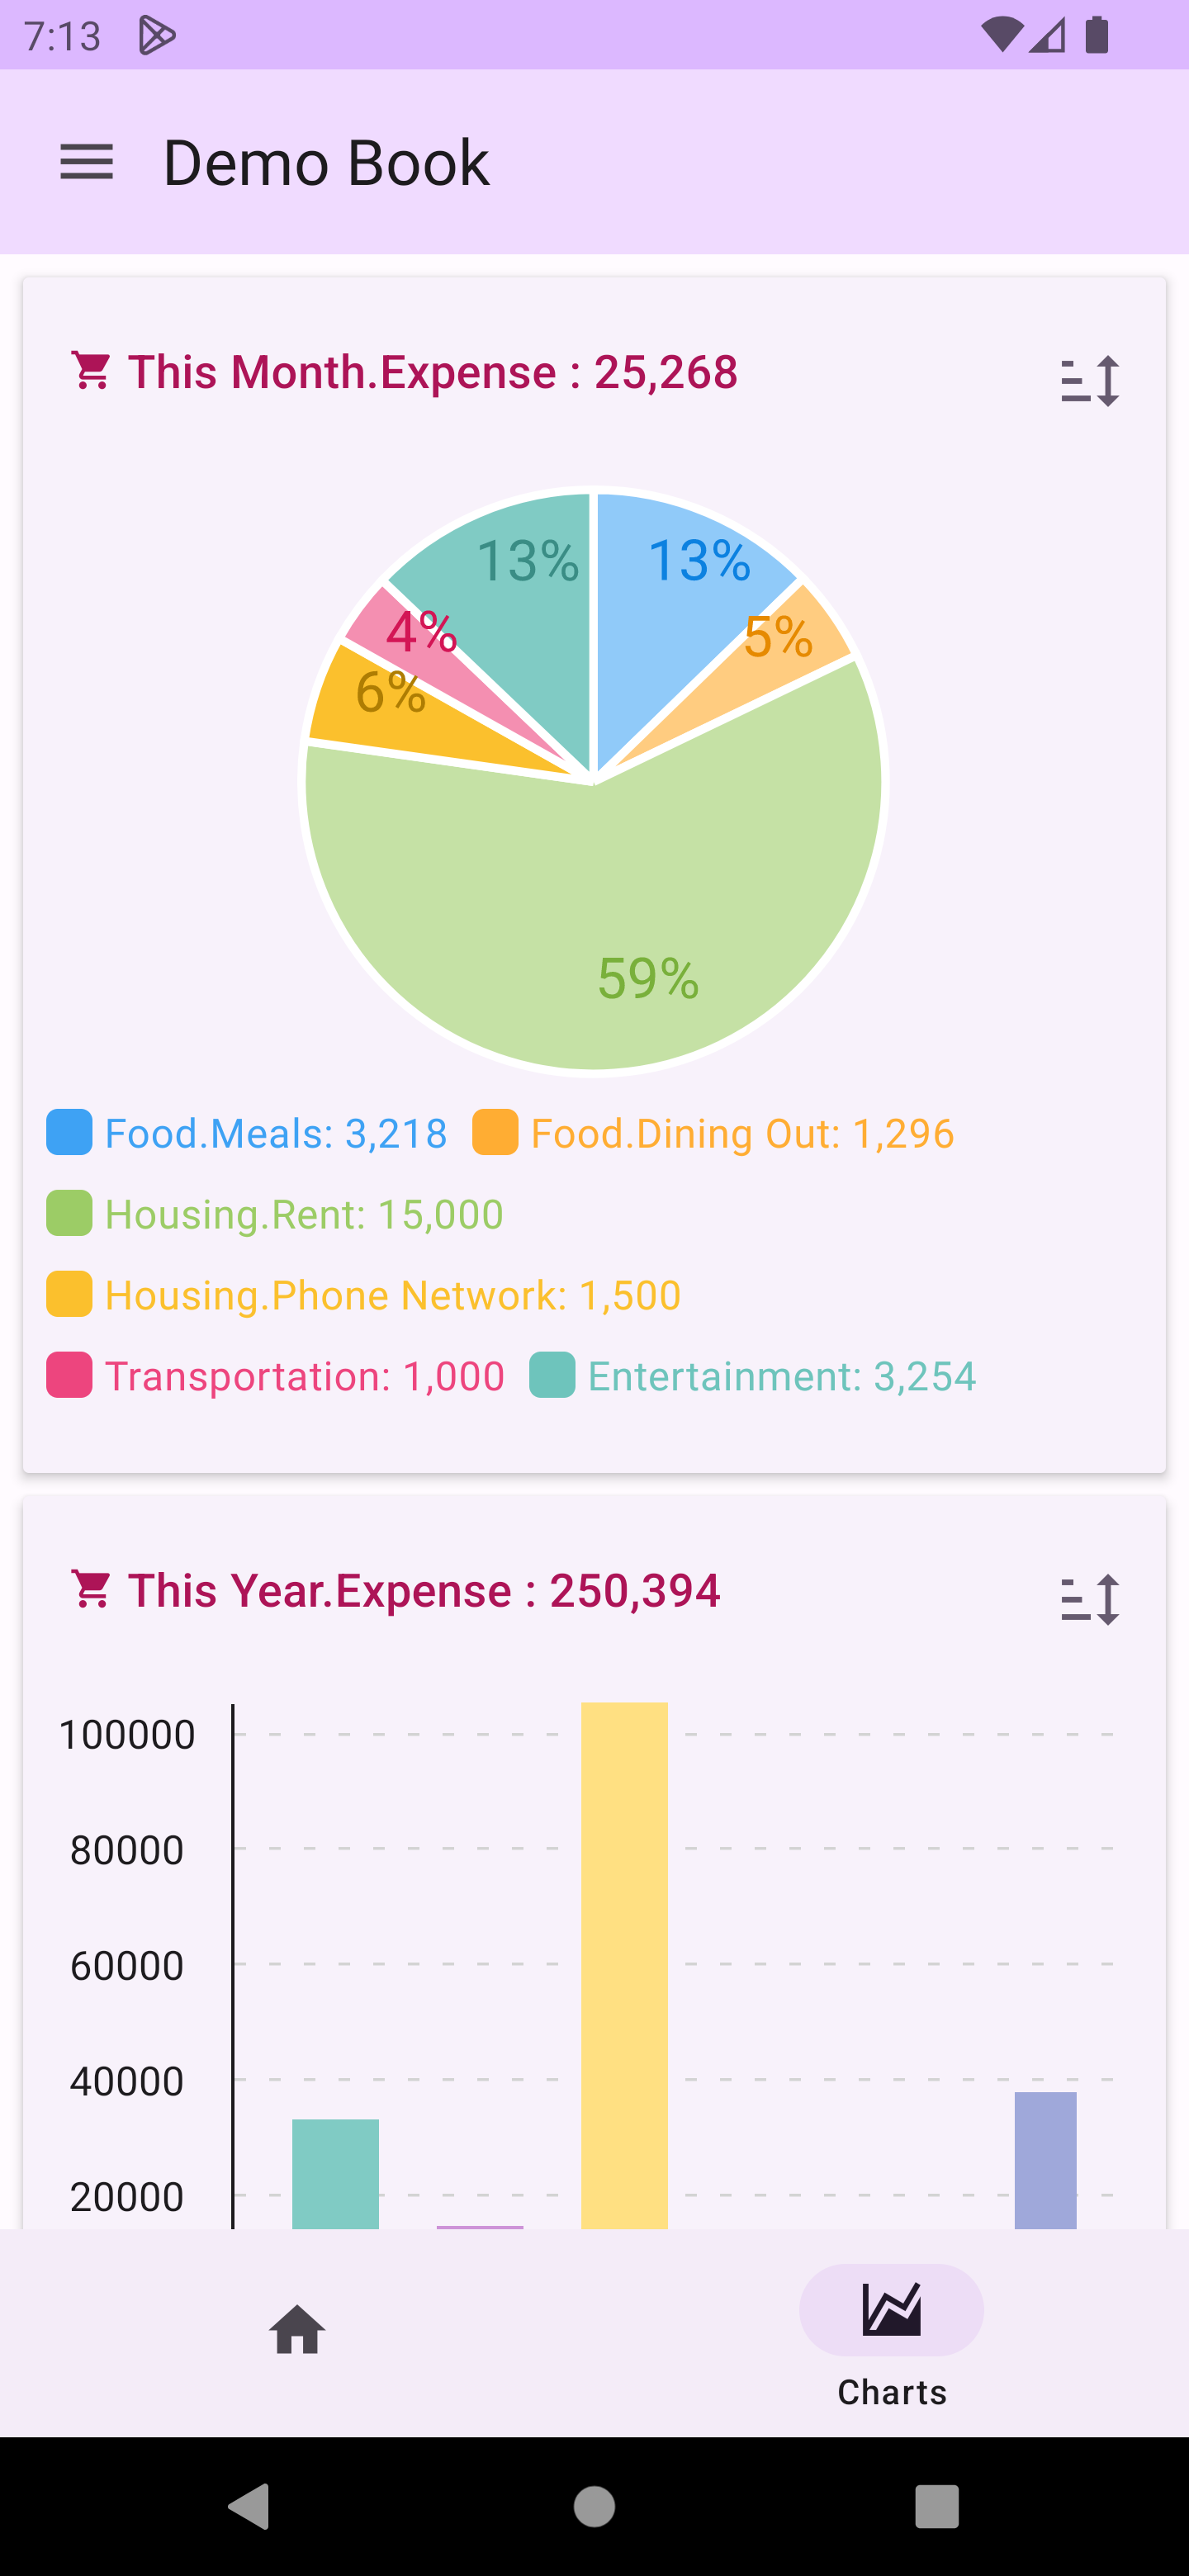 7:13
Demo Book
This Month.Expense : 25,268
13% 13%
4% 5%
6%
59%
Food.Meals: 3,218 Food.Dining Out: 1,296
Housing.Rent: 15,000
Housing.Phone Network: 1,500
Transportation: 1,000 Entertainment: 3,254
This Year.Expense : 250,394
100000
80000
60000
40000
20000
Charts